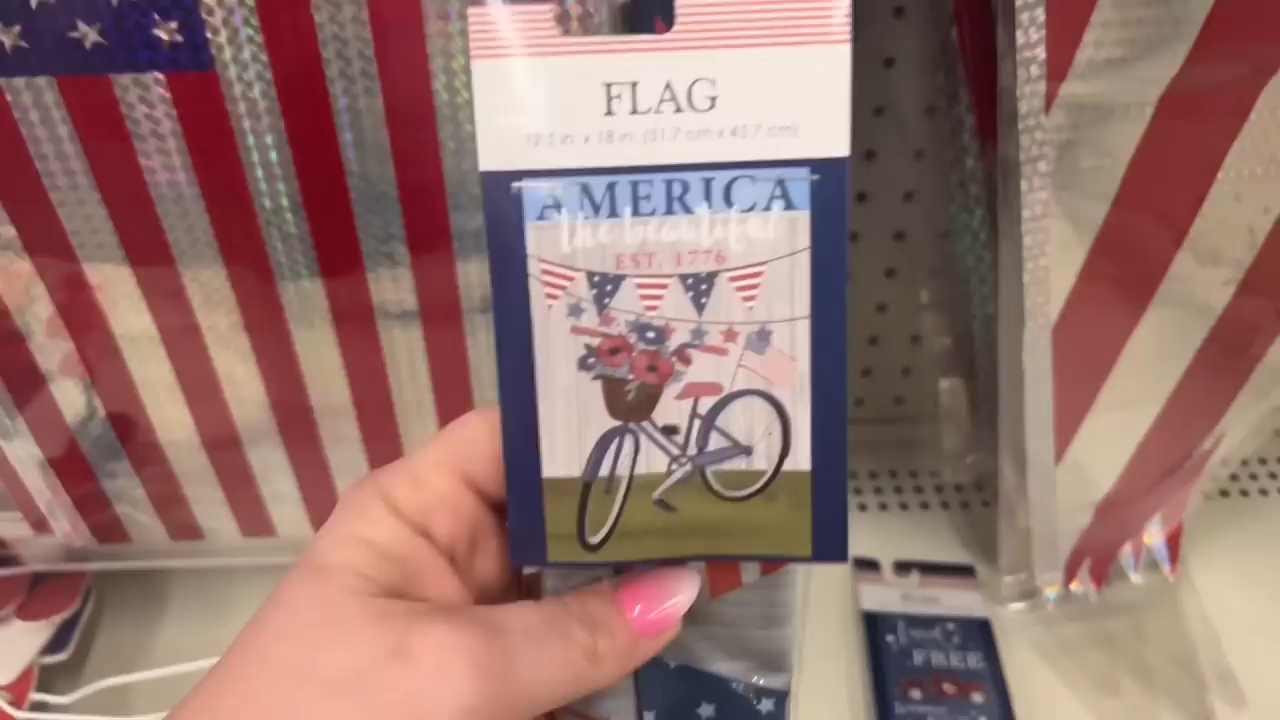 FLAG
12.5 in. x 18 in. (31.7 cm x 45.7 cm)
AMERICA
the beautiful
EST. 1776
FREE